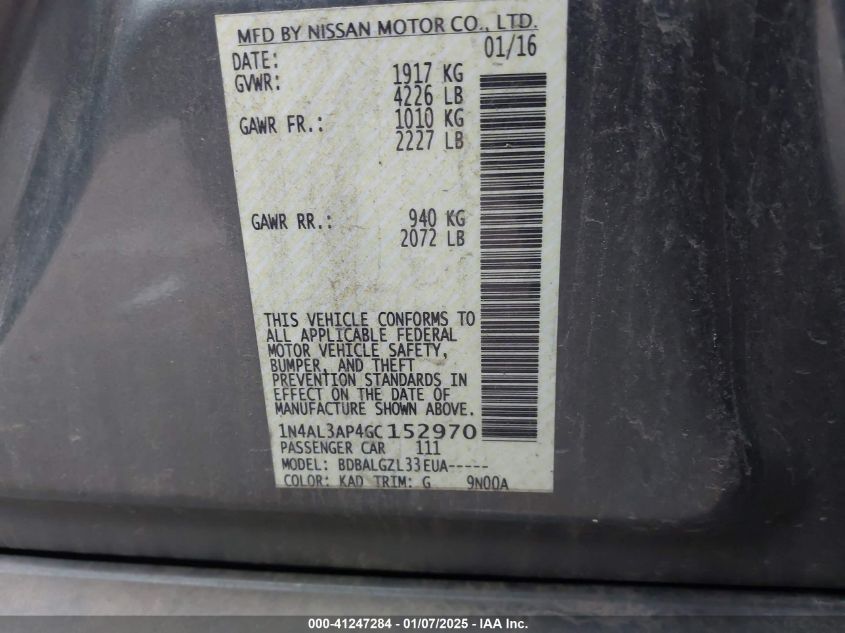 MFD BY NISSAN MOTOR CO., LTD.
DATE: 01/16
GVWR: 1917 KG
4226 LB
GAWR FR.: 1010 KG
2227 LB
GAWR RR.: 940 KG
2072 LB
THIS VEHICLE CONFORMS TO
ALL APPLICABLE FEDERAL
MOTOR VEHICLE SAFETY,
BUMPER, AND THEFT
PREVENTION STANDARDS IN
EFFECT ON THE DATE OF
MANUFACTURE SHOWN ABOVE.
1N4AL3AP4GC152970
PASSENGER CAR 111
MODEL: BDBALGZL33EUA-----
COLOR: KAD TRIM: G 9N00A
000-41247284 - 01/07/2025 - IAA Inc.